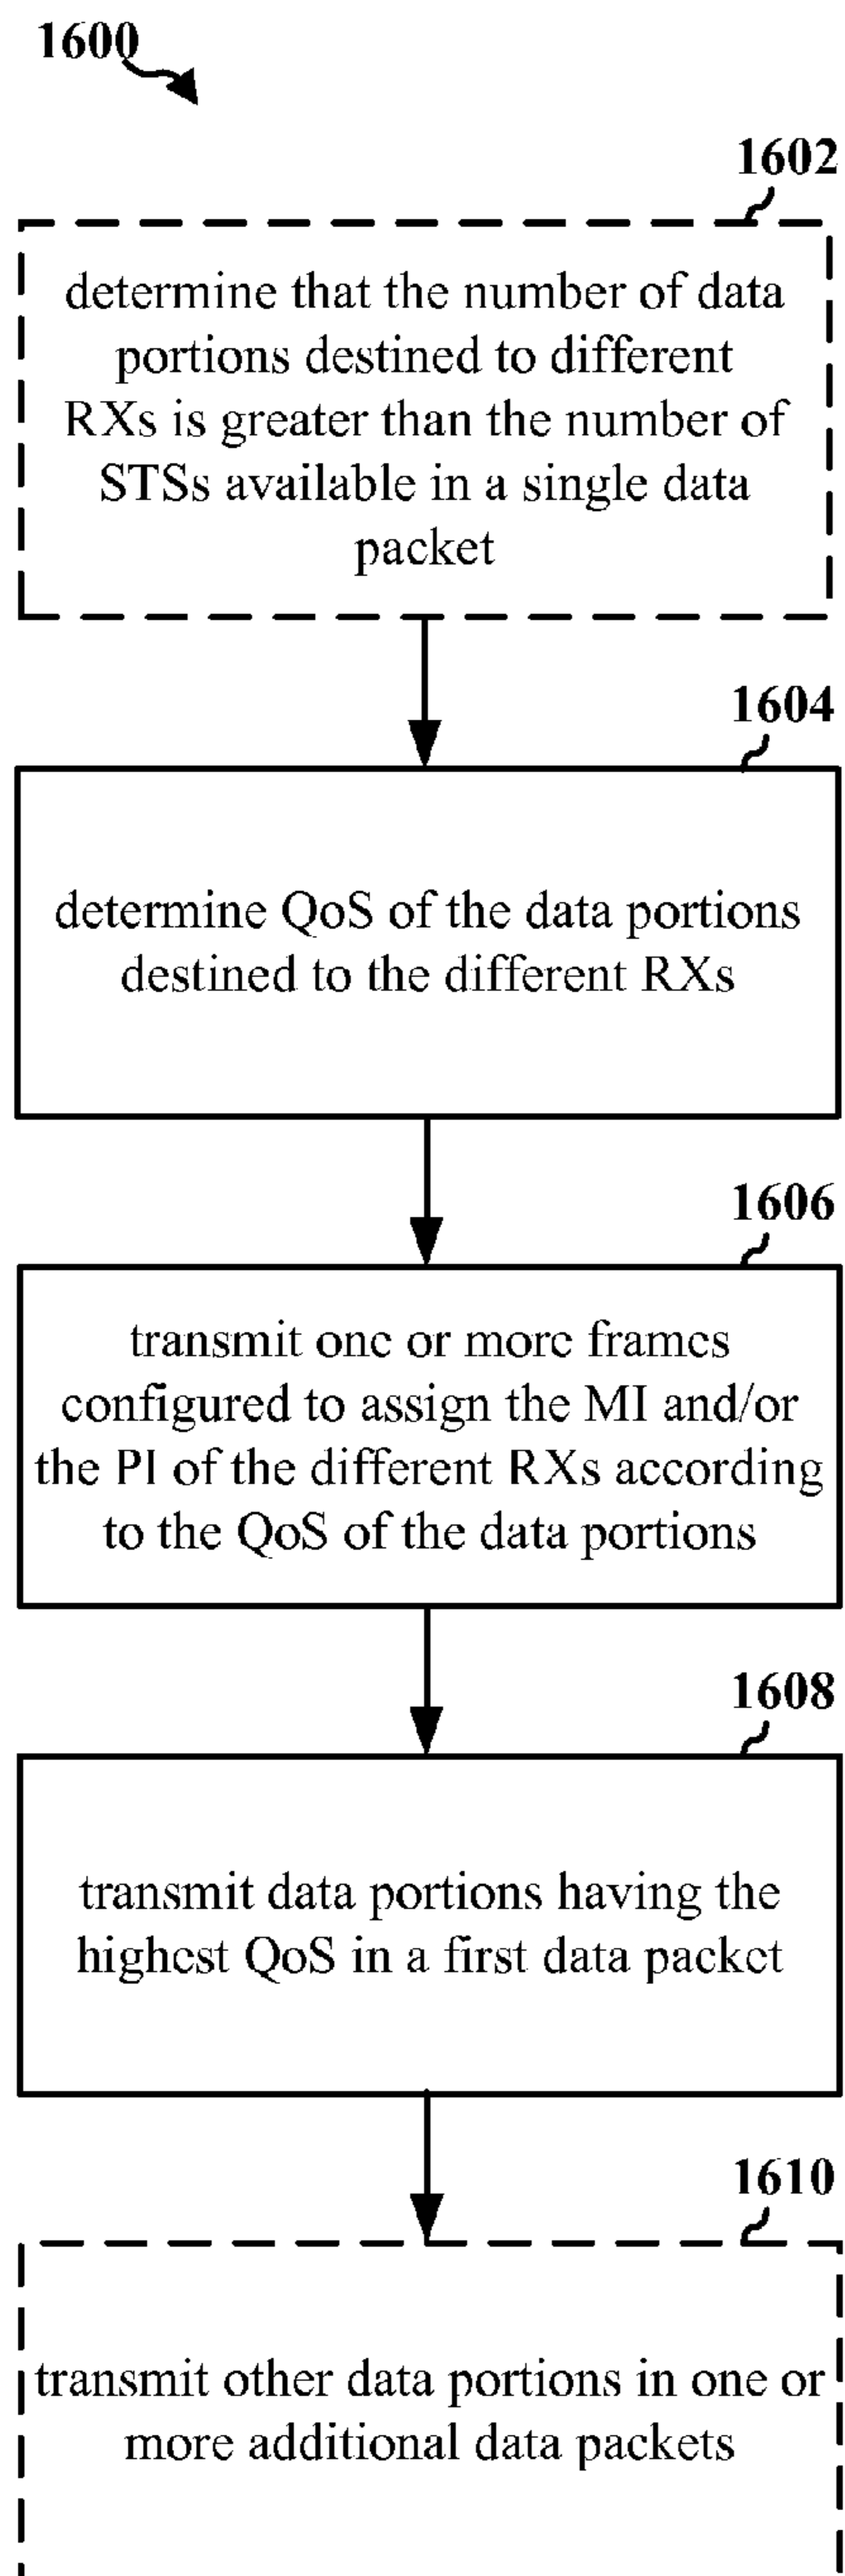 1600
1602
determine that the number of data
portions destined to different
RXs is greater than the number of
STSs available in a single data
packet
1604
determine QoS of the data portions
destined to the different RXs
1606
transmit one or more frames
configured to assign the MI and/or
the PI of the different RXs according
to the QoS of the data portions
1608
transmit data portions having the
highest QoS in a first data packet
1610
transmit other data portions in one or
more additional data packets